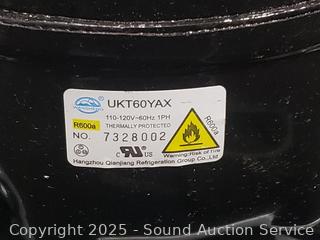 UKT60YAX
110-120V~60Hz 1PH
R600a THERMALLY PROTECTED
NO. 7328002
R600a
c UL US
Warning:Risk of Fire
Hangzhou Qianjiang Refrigeration Group Co.,Ltd
Copyright 2025 - Sound Auction Service